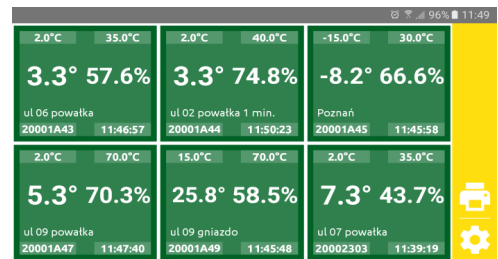 96% 11:49
2.0°C 35.0°C
3.3° 57.6%
ul 06 powałka
20001A43 11:46:57
2.0°C 40.0°C
3.3° 74.8%
ul 02 powałka 1 min.
20001A44 11:50:23
-15.0°C 30.0°C
-8.2° 66.6%
Poznań
20001A45 11:45:58
2.0°C 70.0°C
5.3° 70.3%
ul 09 powałka
20001A47 11:47:40
15.0°C 70.0°C
25.8° 58.5%
ul 09 gniazdo
20001A49 11:45:48
2.0°C 35.0°C
7.3° 43.7%
ul 07 powałka
20002303 11:39:19